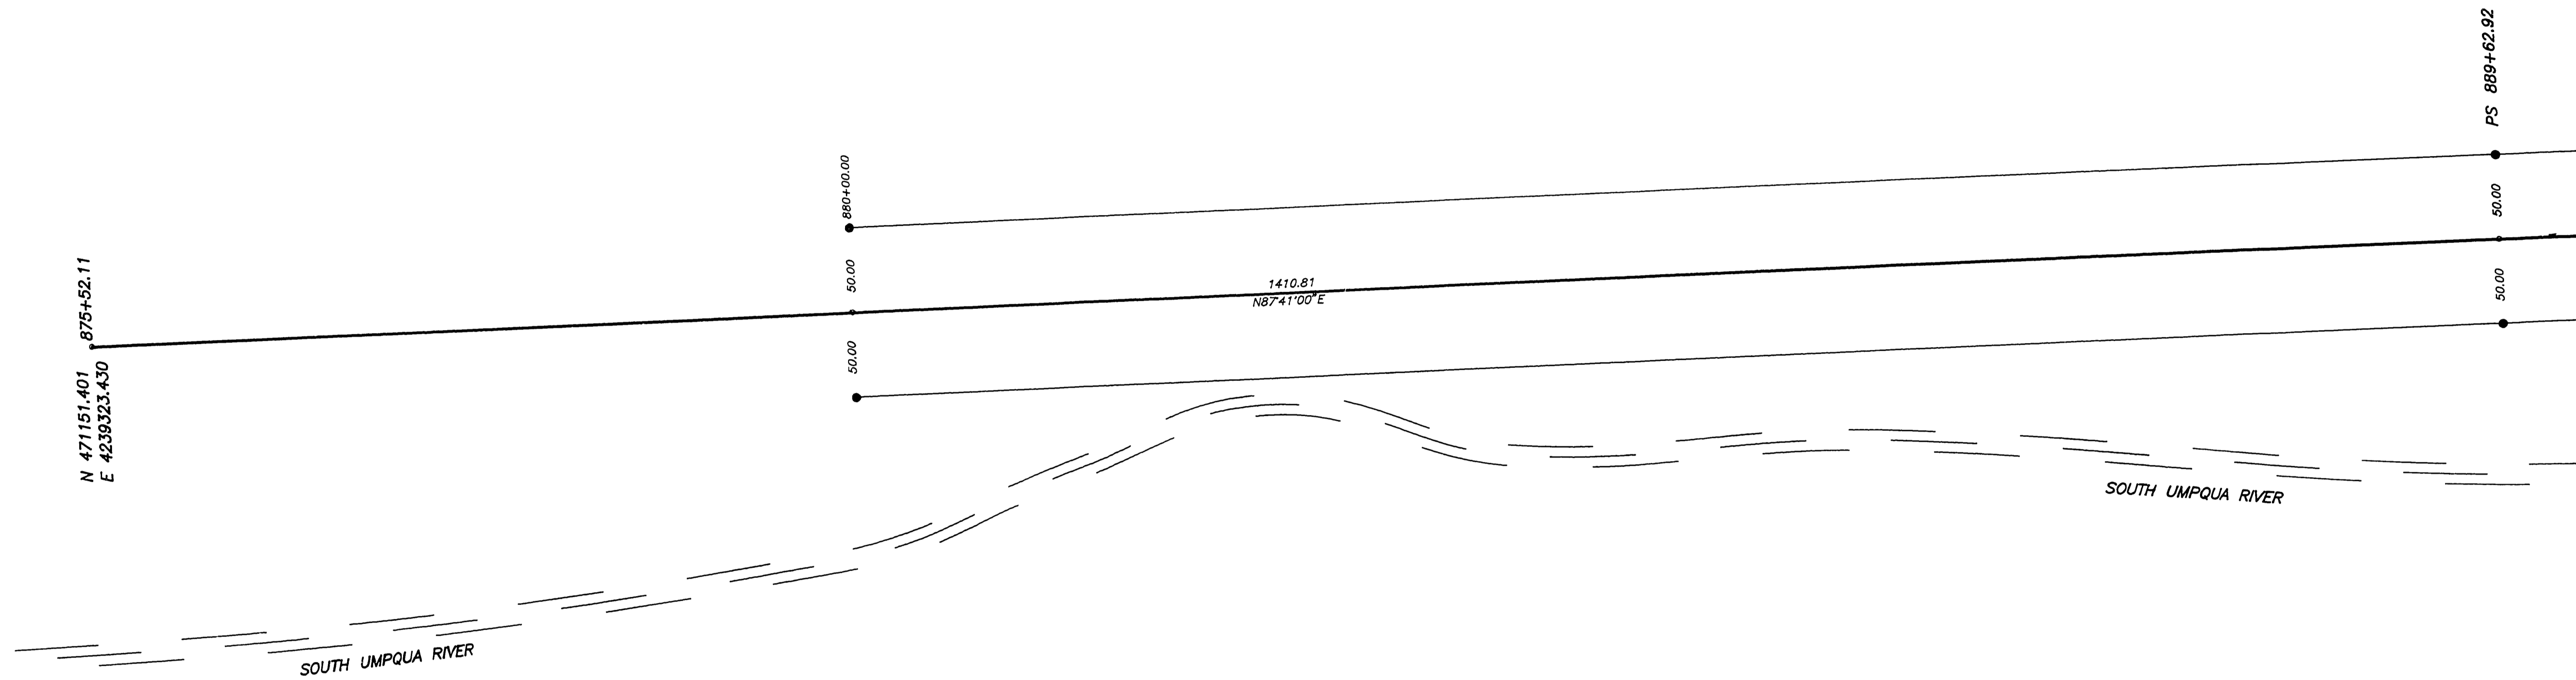 875+52.11
N 471151.401
E 4239323.430
880+00.00
50.00
50.00
1410.81
N87°41'00"E
PS 889+62.92
50.00
50.00
SOUTH UMPQUA RIVER
SOUTH UMPQUA RIVER